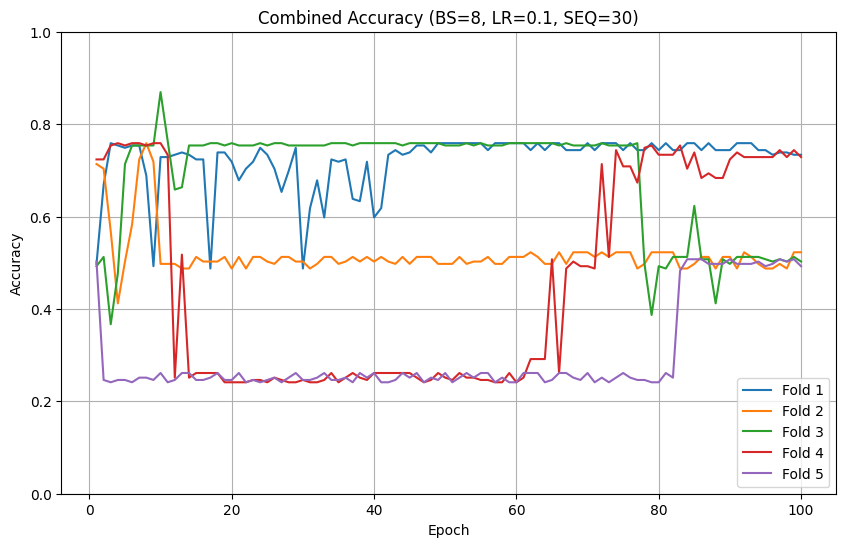 Combined Accuracy (BS=8, LR=0.1, SEQ=30)
1.0
0.8
0.6
0.4
0.2
0.0
Accuracy
0 20 40 60 80 100
Epoch
Fold 1
Fold 2
Fold 3
Fold 4
Fold 5